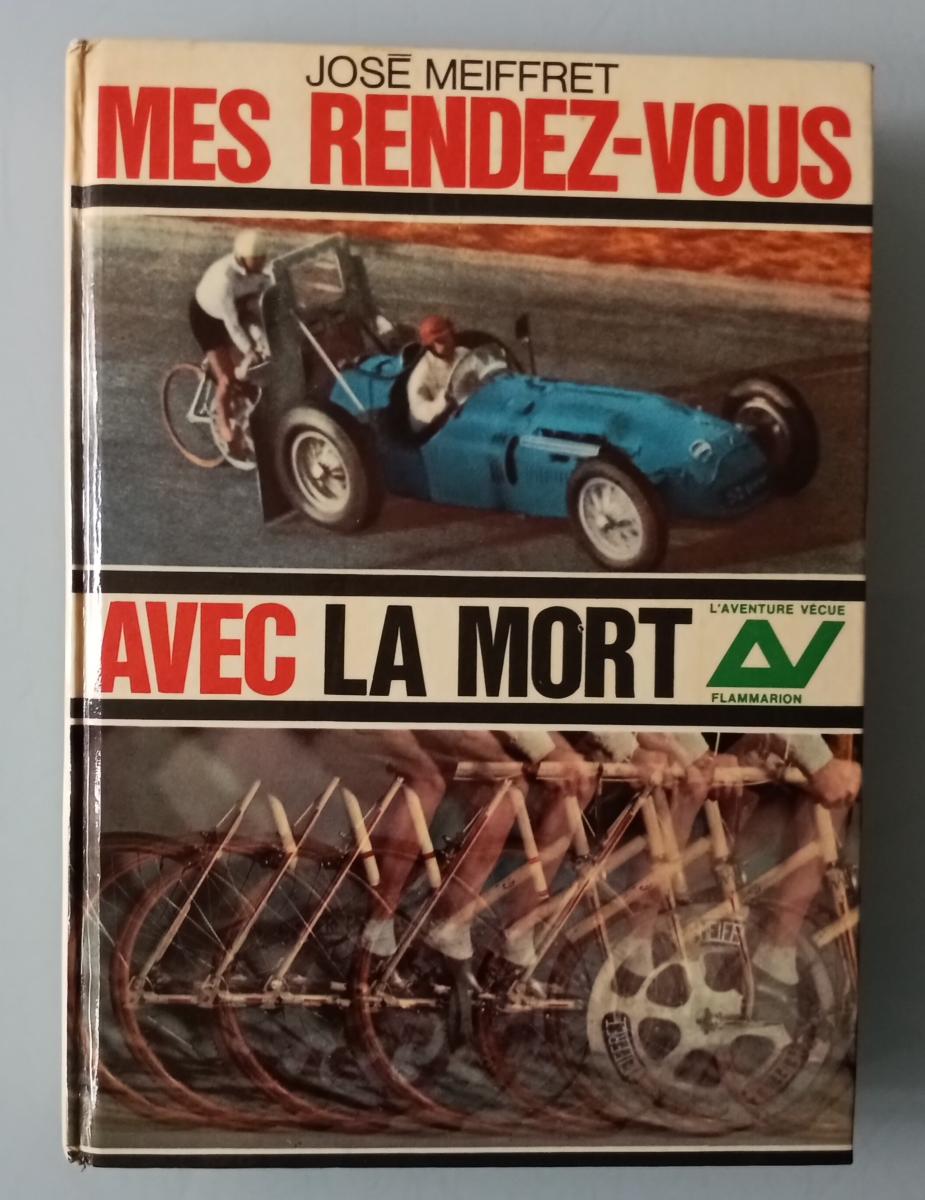 JOSÉ MEIFFRET
MES RENDEZ-VOUS
AVEC LA MORT
L'AVENTURE VÉCUE
AV
FLAMMARION